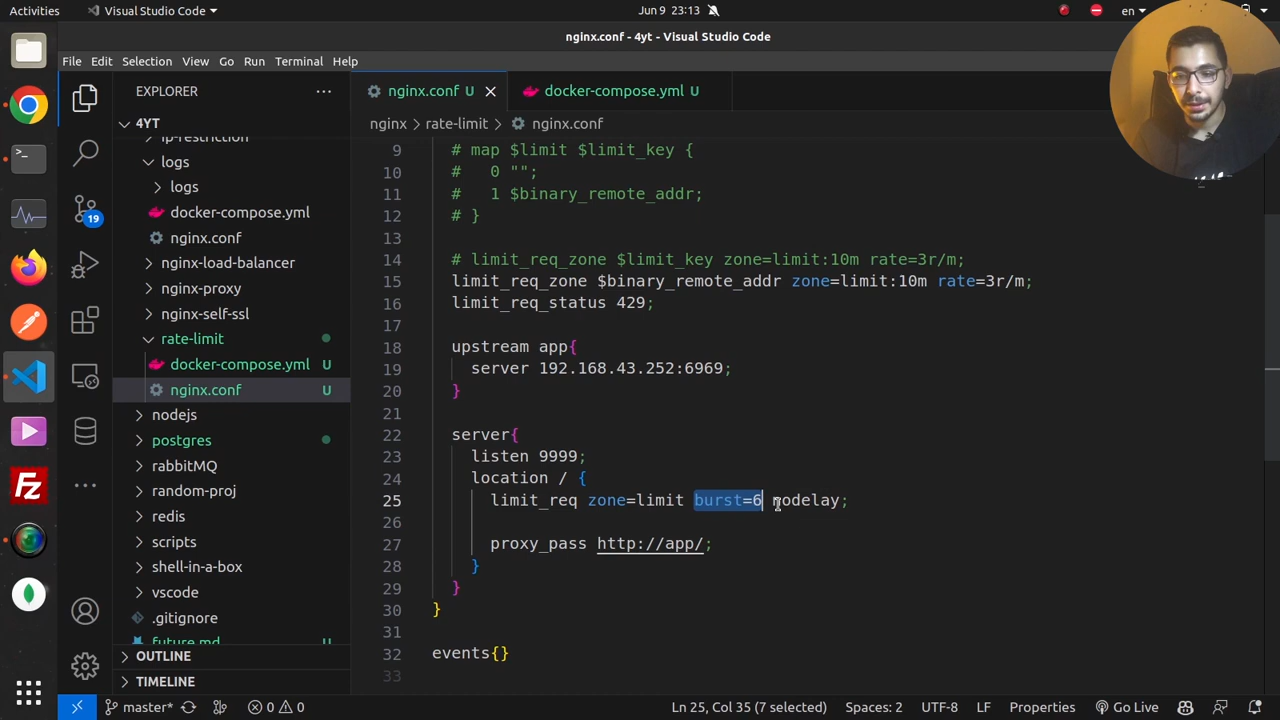 Activities
Visual Studio Code
Jun 9 23:13
en
nginx.conf - 4yt - Visual Studio Code
File Edit Selection View Go Run Terminal Help
EXPLORER
nginx.conf U
docker-compose.yml U
4YT
nginx > rate-limit > nginx.conf
ip-restriction
logs
logs
docker-compose.yml
nginx.conf
nginx-load-balancer
nginx-proxy
nginx-self-ssl
rate-limit
docker-compose.yml U
nginx.conf U
nodejs
postgres
rabbitMQ
random-proj
redis
scripts
shell-in-a-box
vscode
.gitignore
future.md U
OUTLINE
TIMELINE
19
9 # map $limit $limit_key {
10 # 0 "";
11 # 1 $binary_remote_addr;
12 # }
13
14 # limit_req_zone $limit_key zone=limit:10m rate=3r/m;
15 limit_req_zone $binary_remote_addr zone=limit:10m rate=3r/m;
16 limit_req_status 429;
17
18 upstream app{
19 server 192.168.43.252:6969;
20 }
21
22 server{
23 listen 9999;
24 location / {
25 limit_req zone=limit burst=6 nodelay;
26
27 proxy_pass http://app/;
28 }
29 }
30 }
31
32 events{}
33
master* 0 0 Ln 25, Col 35 (7 selected) Spaces: 2 UTF-8 LF Properties Go Live